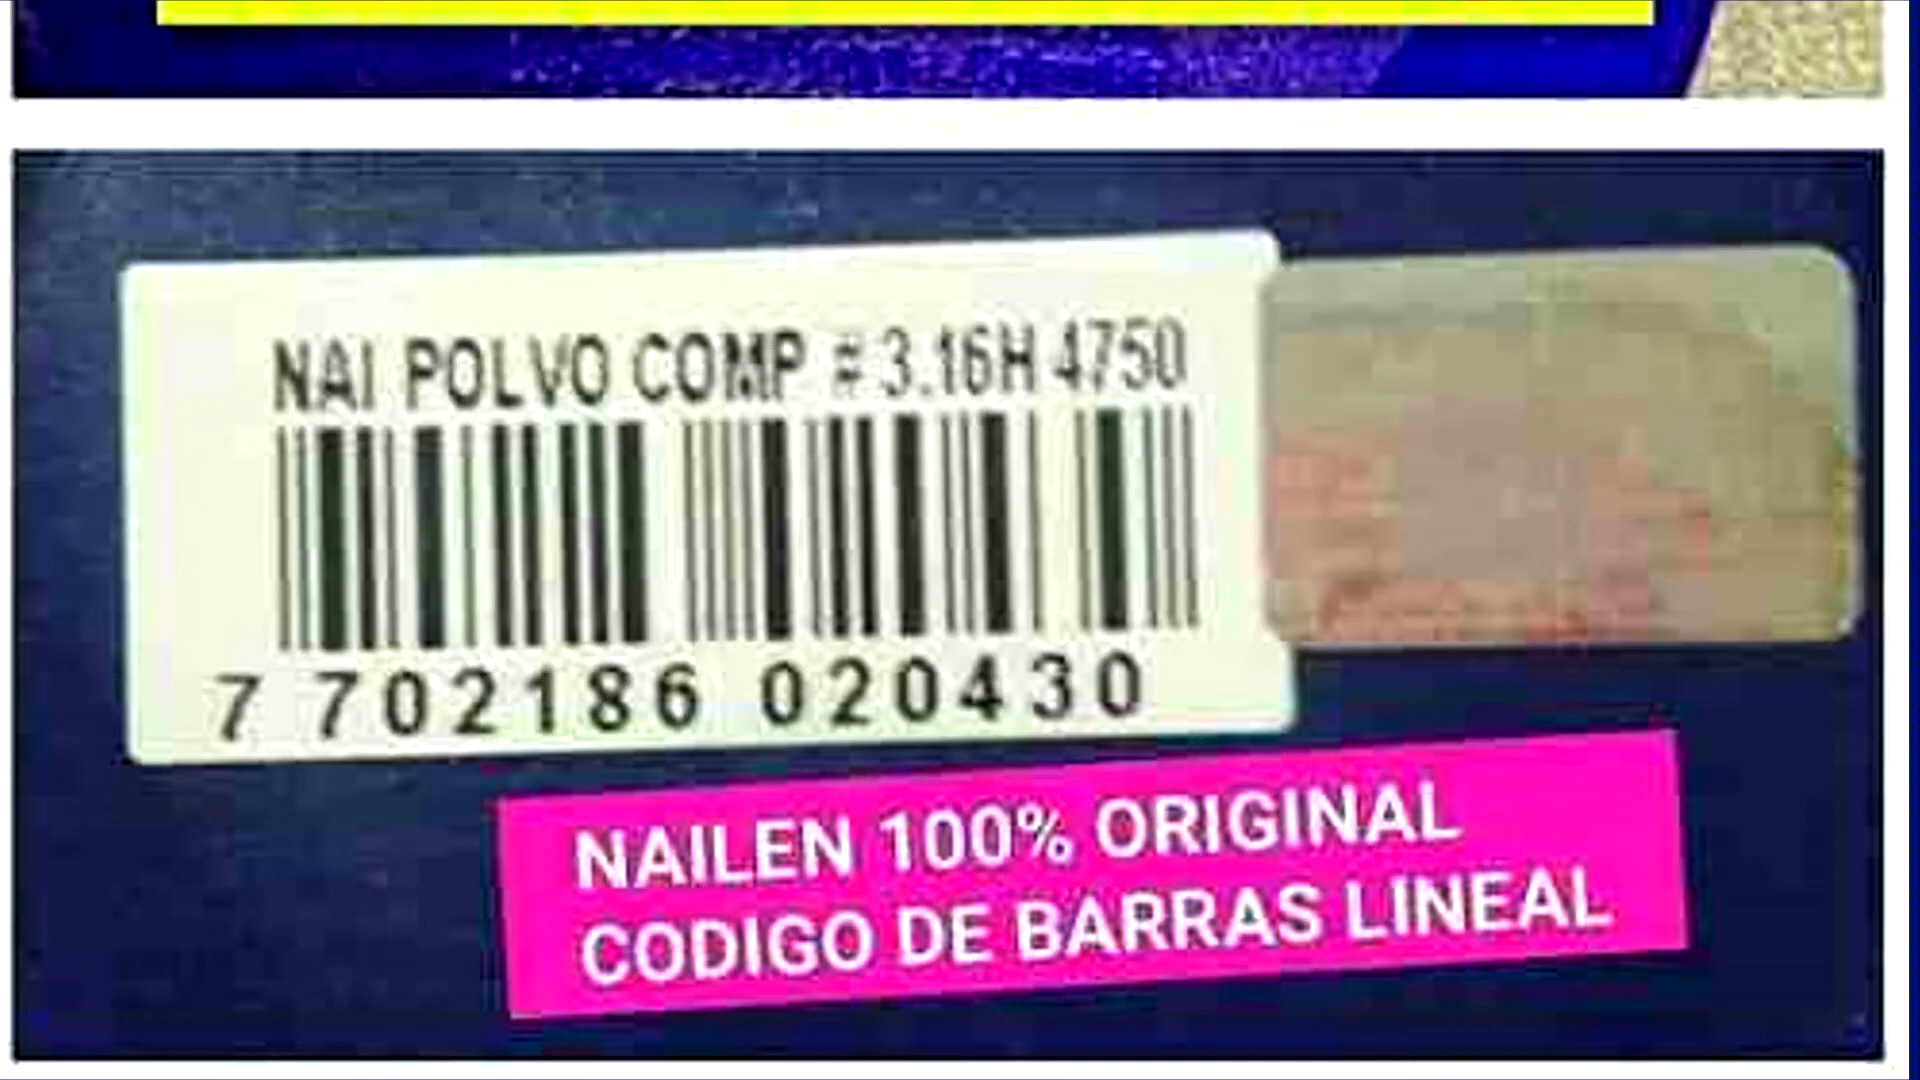 NAI POLVO COMP # 3.16H 4750
7 702186 020430
NAILEN 100% ORIGINAL
CODIGO DE BARRAS LINEAL